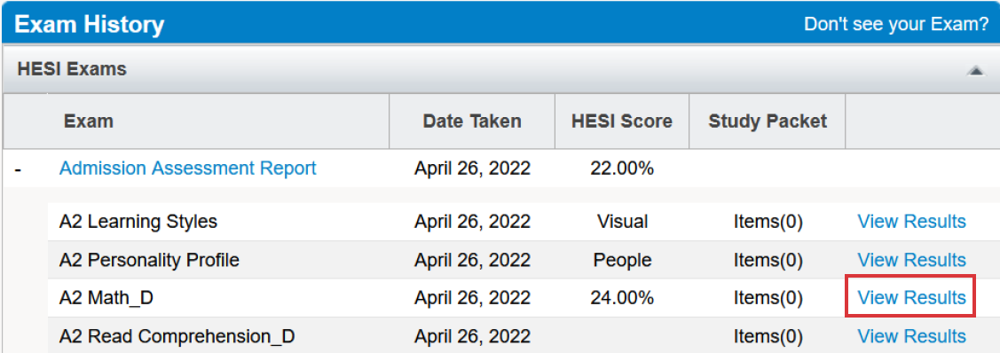 Exam History Don't see your Exam?
HESI Exams
Exam Date Taken HESI Score Study Packet
- Admission Assessment Report April 26, 2022 22.00%
A2 Learning Styles April 26, 2022 Visual Items(0) View Results
A2 Personality Profile April 26, 2022 People Items(0) View Results
A2 Math_D April 26, 2022 24.00% Items(0) View Results
A2 Read Comprehension_D April 26, 2022 Items(0) View Results